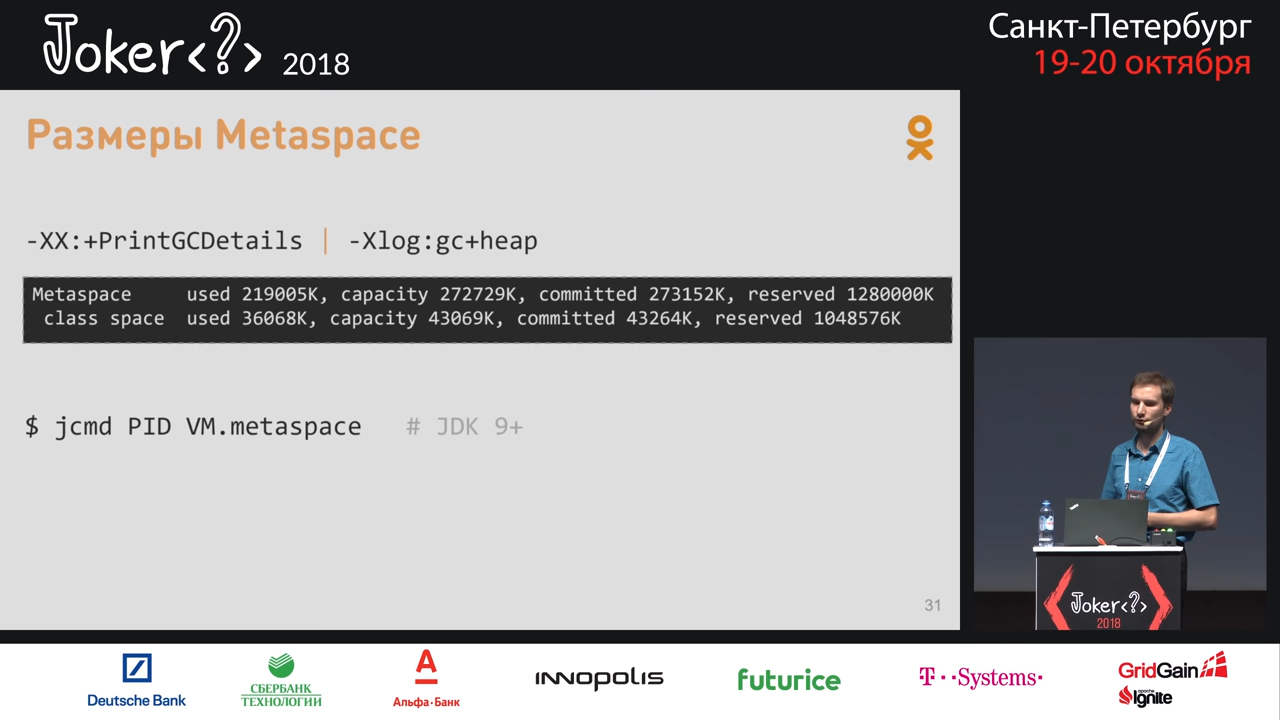 Joker<?> 2018
Санкт-Петербург
19-20 октября
Размеры Metaspace
-XX:+PrintGCDetails | -Xlog:gc+heap
Metaspace used 219005K, capacity 272729K, committed 273152K, reserved 1280000K
class space used 36068K, capacity 43069K, committed 43264K, reserved 1048576K
$ jcmd PID VM.metaspace # JDK 9+
31
Joker<?>
2018
Deutsche Bank
СБЕРБАНК
ТЕХНОЛОГИИ
Альфа·Банк
INNOPOLIS
futurice
T··Systems·
GridGain
APACHE
Ignite